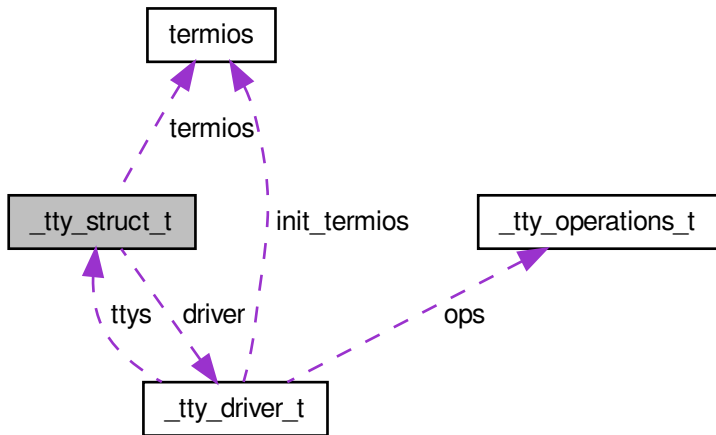 termios
termios
_tty_struct_t
init_termios
_tty_operations_t
ttys
driver
ops
_tty_driver_t